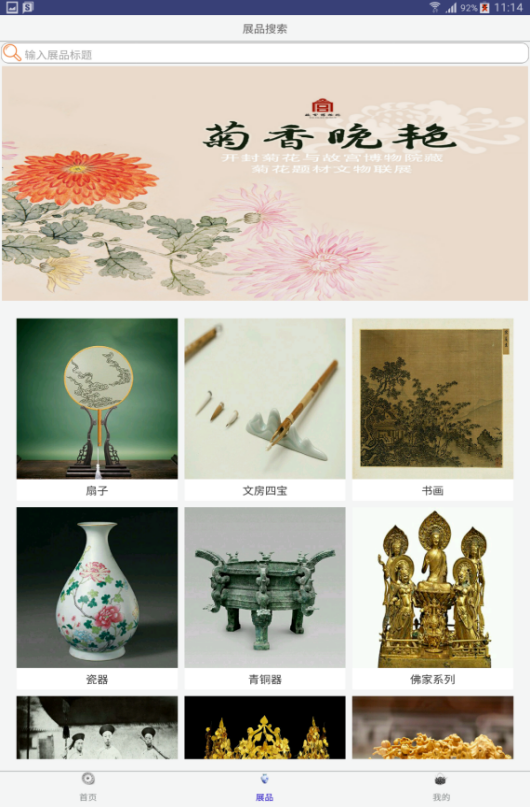 92%
11:14
展品搜索
输入展品标题
菊香晚艳
开封菊花与故宫博物院藏
菊花题材文物联展
扇子
文房四宝
书画
瓷器
青铜器
佛家系列
首页
展品
我的